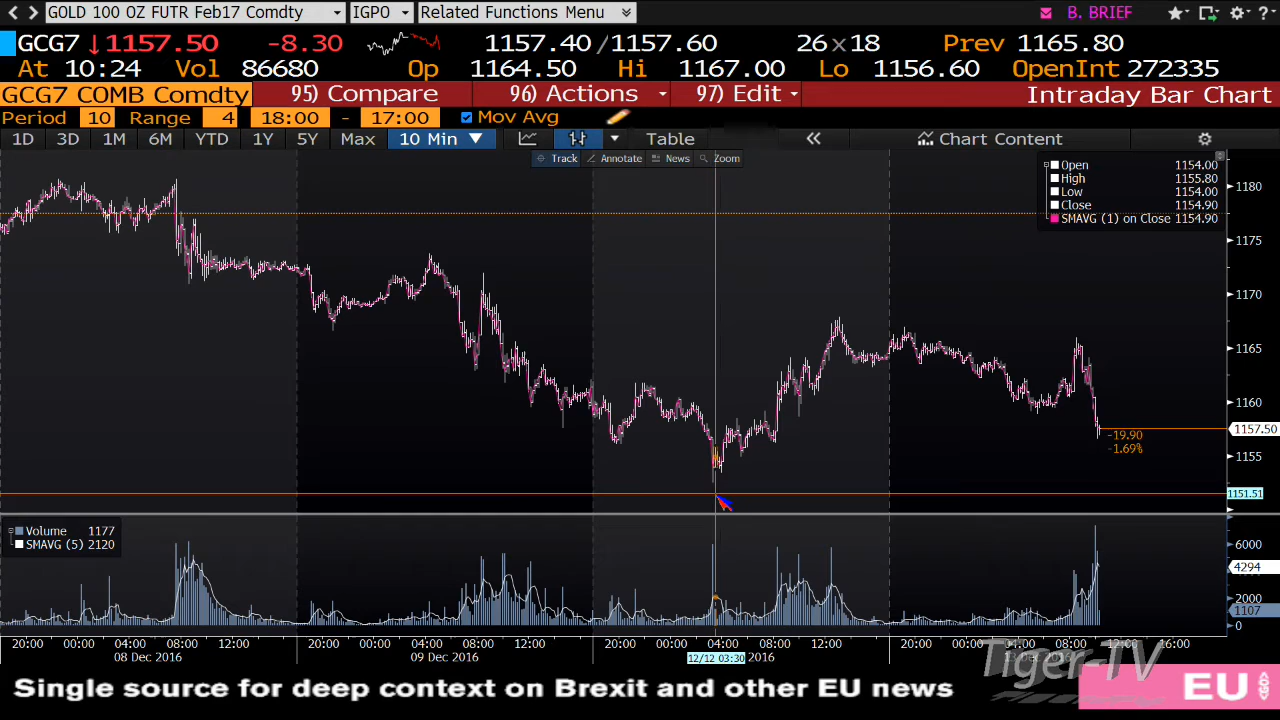 GOLD 100 OZ FUTR Feb17 Comdty IGPO Related Functions Menu B. BRIEF ?
GCG7 ↓1157.50 -8.30 1157.40/1157.60 26x18 Prev 1165.80
At 10:24 Vol 86680 Op 1164.50 Hi 1167.00 Lo 1156.60 OpenInt 272335
GCG7 COMB Comdty 95) Compare 96) Actions 97) Edit Intraday Bar Chart
Period 10 Range 4 18:00 - 17:00 Mov Avg
1D 3D 1M 6M YTD 1Y 5Y Max 10 Min ▼ Table « Chart Content
Track Annotate News Zoom
Open 1154.00
High 1155.80
Low 1154.00
Close 1154.90
SMAVG (1) on Close 1154.90
1180
1175
1170
1165
1160
1157.50
-19.90
-1.69%
1155
1151.51
Volume 1177
SMAVG (5) 2120
6000
4294
2000
1107
0
20:00 00:00 04:00 08:00 12:00 20:00 00:00 04:00 08:00 12:00 20:00 00:00 04:00 08:00 12:00 20:00 00:00 04:00 08:00 12:00 16:00
08 Dec 2016 09 Dec 2016 12/12 03:30 2016
Tiger-TV
Single source for deep context on Brexit and other EU news EU